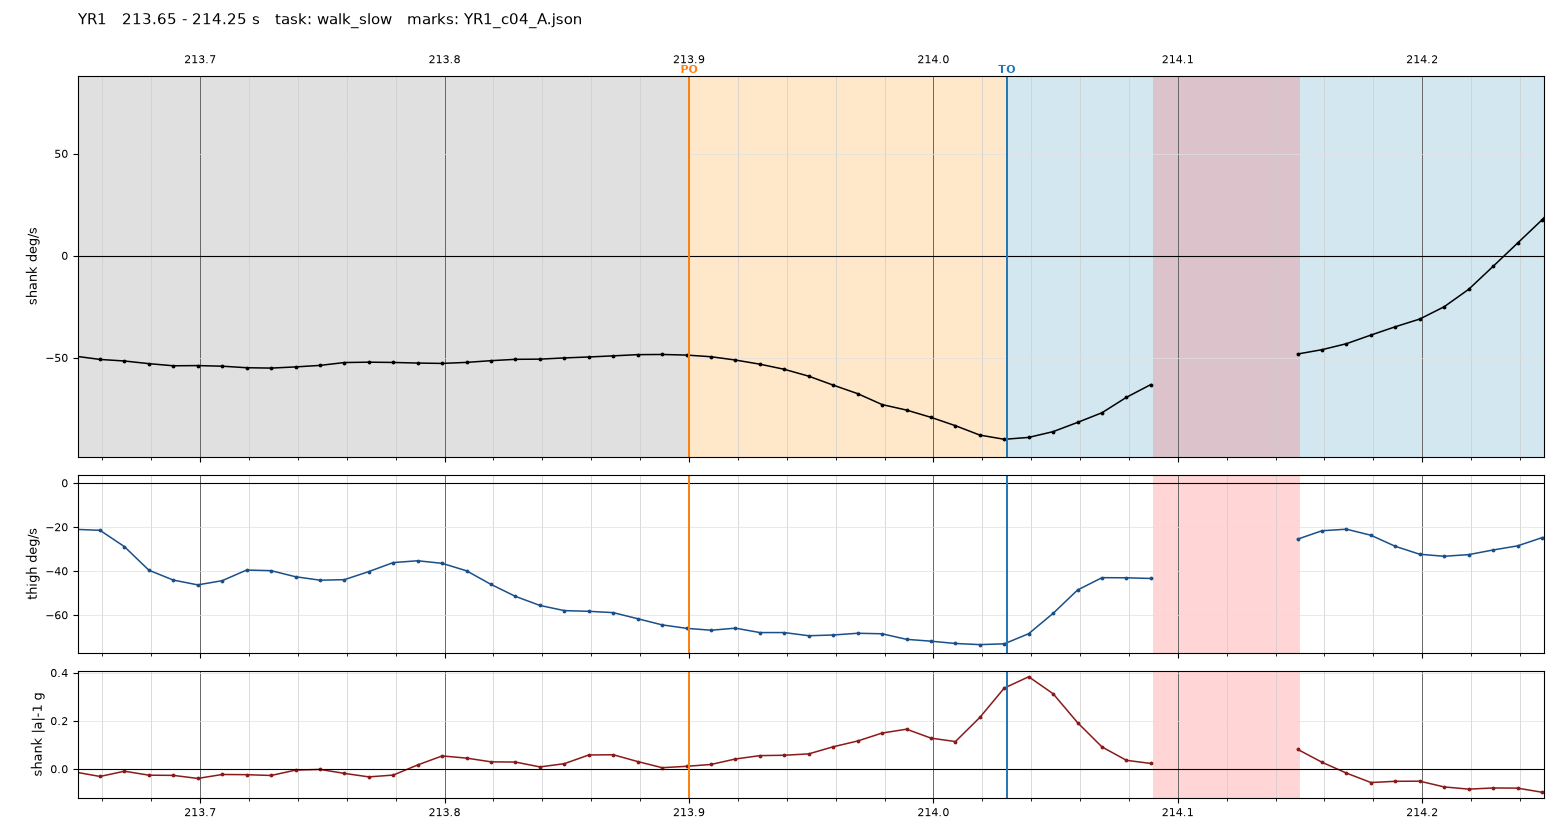 YR1   213.65 - 214.25 s   task: walk_slow   marks: YR1_c04_A.json
213.7 213.8 213.9 214.0 214.1 214.2
PO TO
shank deg/s
50
0
−50
thigh deg/s
0
−20
−40
−60
shank |a|-1 g
0.4
0.2
0.0
213.7 213.8 213.9 214.0 214.1 214.2